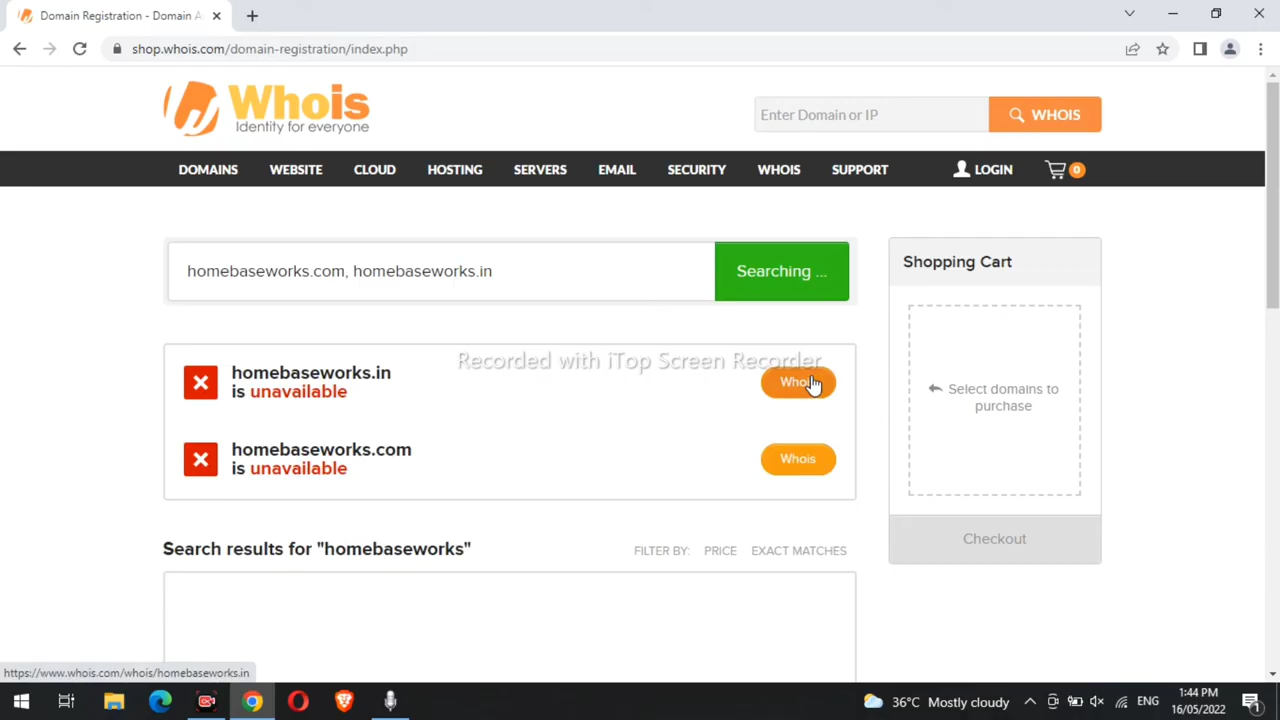 Domain Registration - Domain A
shop.whois.com/domain-registration/index.php
Whois
Identity for everyone
Enter Domain or IP
WHOIS
DOMAINS WEBSITE CLOUD HOSTING SERVERS EMAIL SECURITY WHOIS SUPPORT LOGIN 0
homebaseworks.com, homebaseworks.in
Searching ...
Shopping Cart
Recorded with iTop Screen Recorder
homebaseworks.in
is unavailable
Whois
homebaseworks.com
is unavailable
Whois
Select domains to
purchase
Checkout
Search results for "homebaseworks"
FILTER BY: PRICE EXACT MATCHES
https://www.whois.com/whois/homebaseworks.in
36°C Mostly cloudy
ENG
1:44 PM
16/05/2022
1